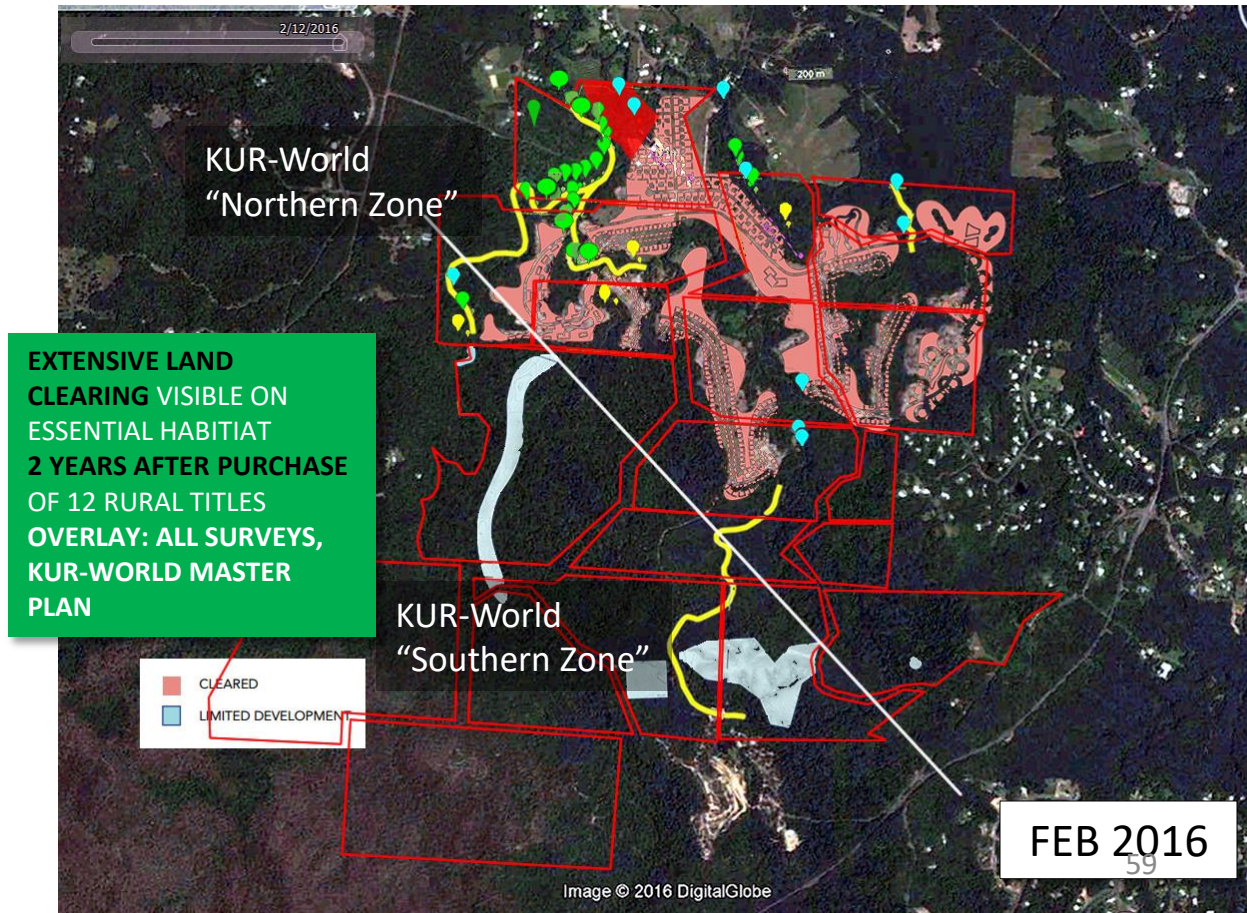 2/12/2016
200 m
KUR-World
“Northern Zone”
EXTENSIVE LAND
CLEARING VISIBLE ON
ESSENTIAL HABITIAT
2 YEARS AFTER PURCHASE
OF 12 RURAL TITLES
OVERLAY: ALL SURVEYS,
KUR-WORLD MASTER
PLAN
KUR-World
“Southern Zone”
CLEARED
LIMITED DEVELOPMENT
FEB 2016
59
Image © 2016 DigitalGlobe